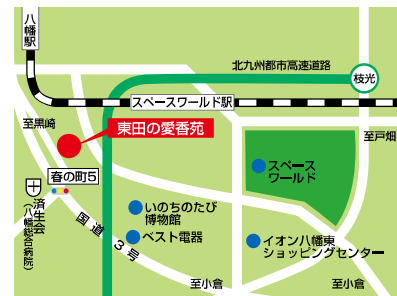 八幡駅
北九州都市高速道路
枝光
スペースワールド駅
至黒崎
東田の愛香苑
至戸畑
春の町5
スペース
ワールド
済生会
(八幡総合病院)
いのちのたび
博物館
国道3号
ベスト電器
イオン八幡東
ショッピングセンター
至小倉
至小倉